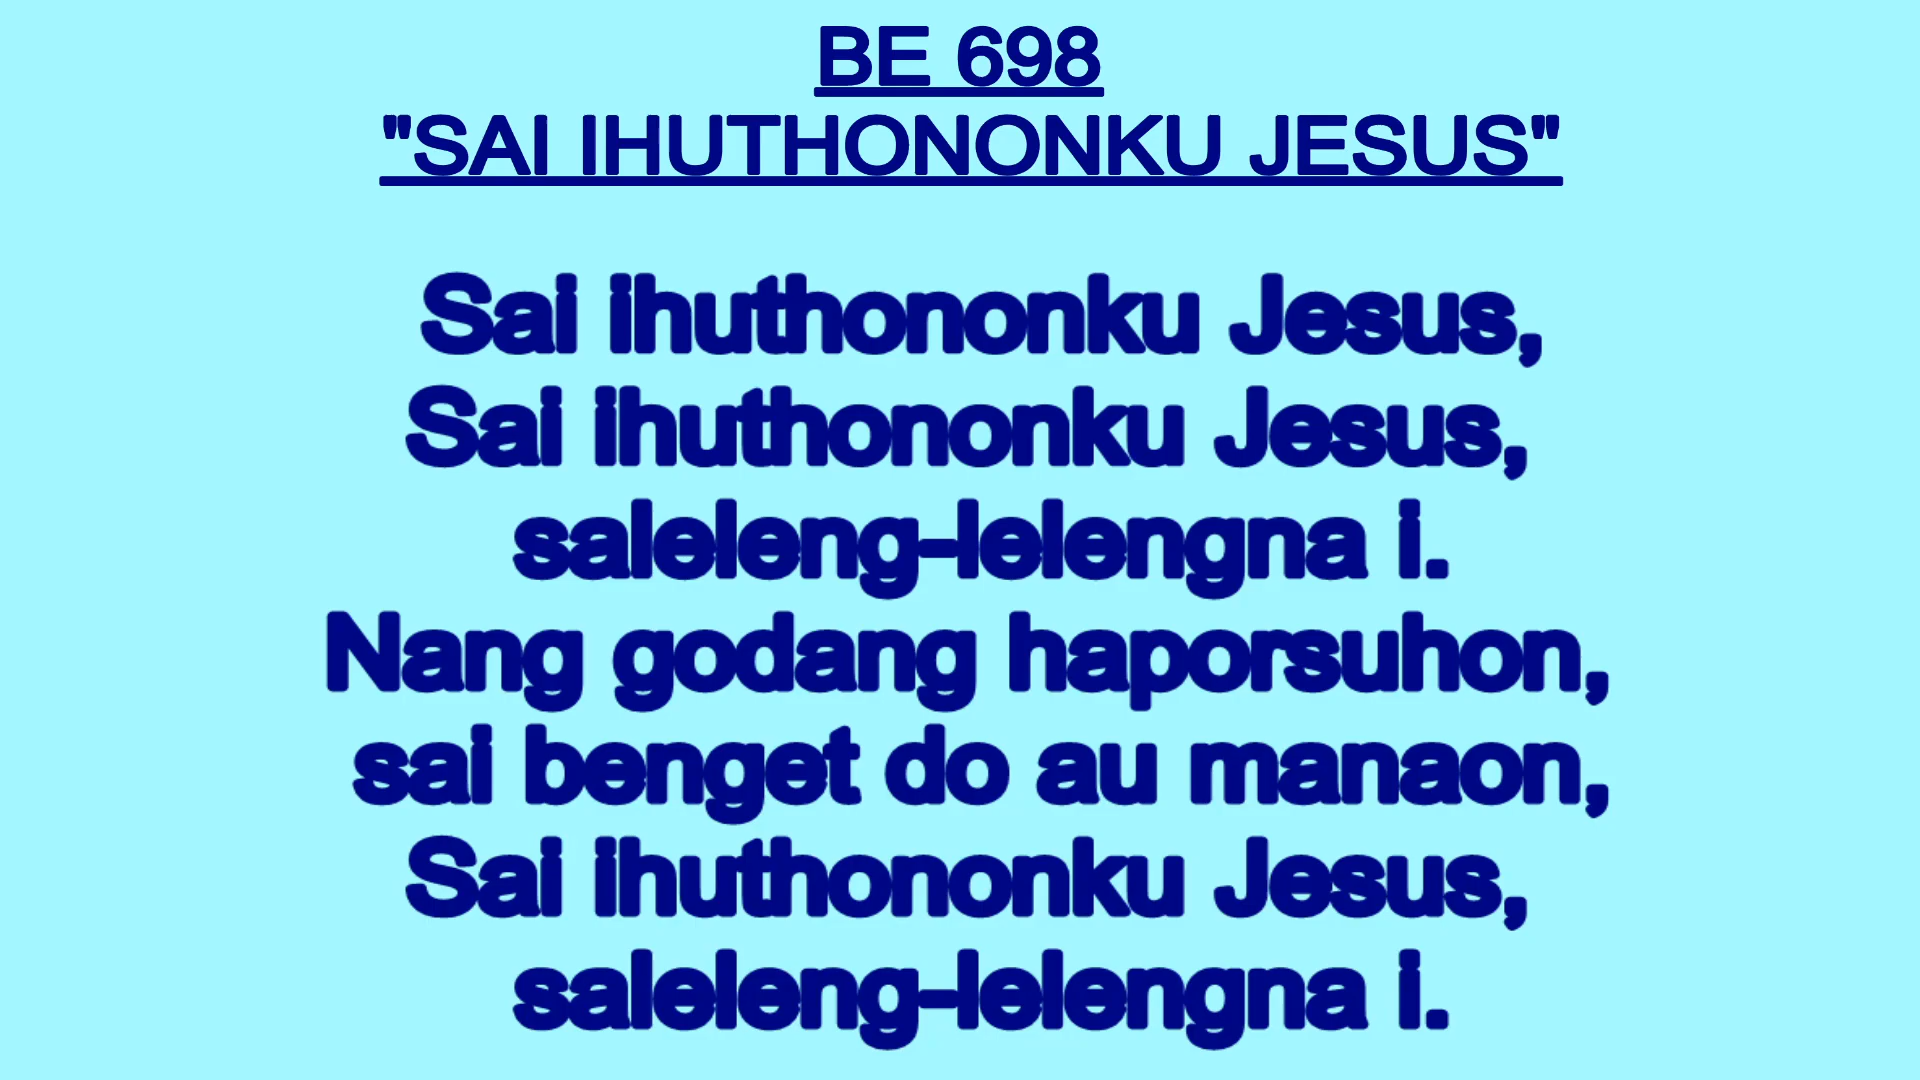 BE 698
"SAI IHUTHONONKU JESUS"
Sai ihuthononku Jesus,
Sai ihuthononku Jesus,
saleleng-lelengna i.
Nang godang haporsuhon,
sai benget do au manaon,
Sai ihuthononku Jesus,
saleleng-lelengna i.